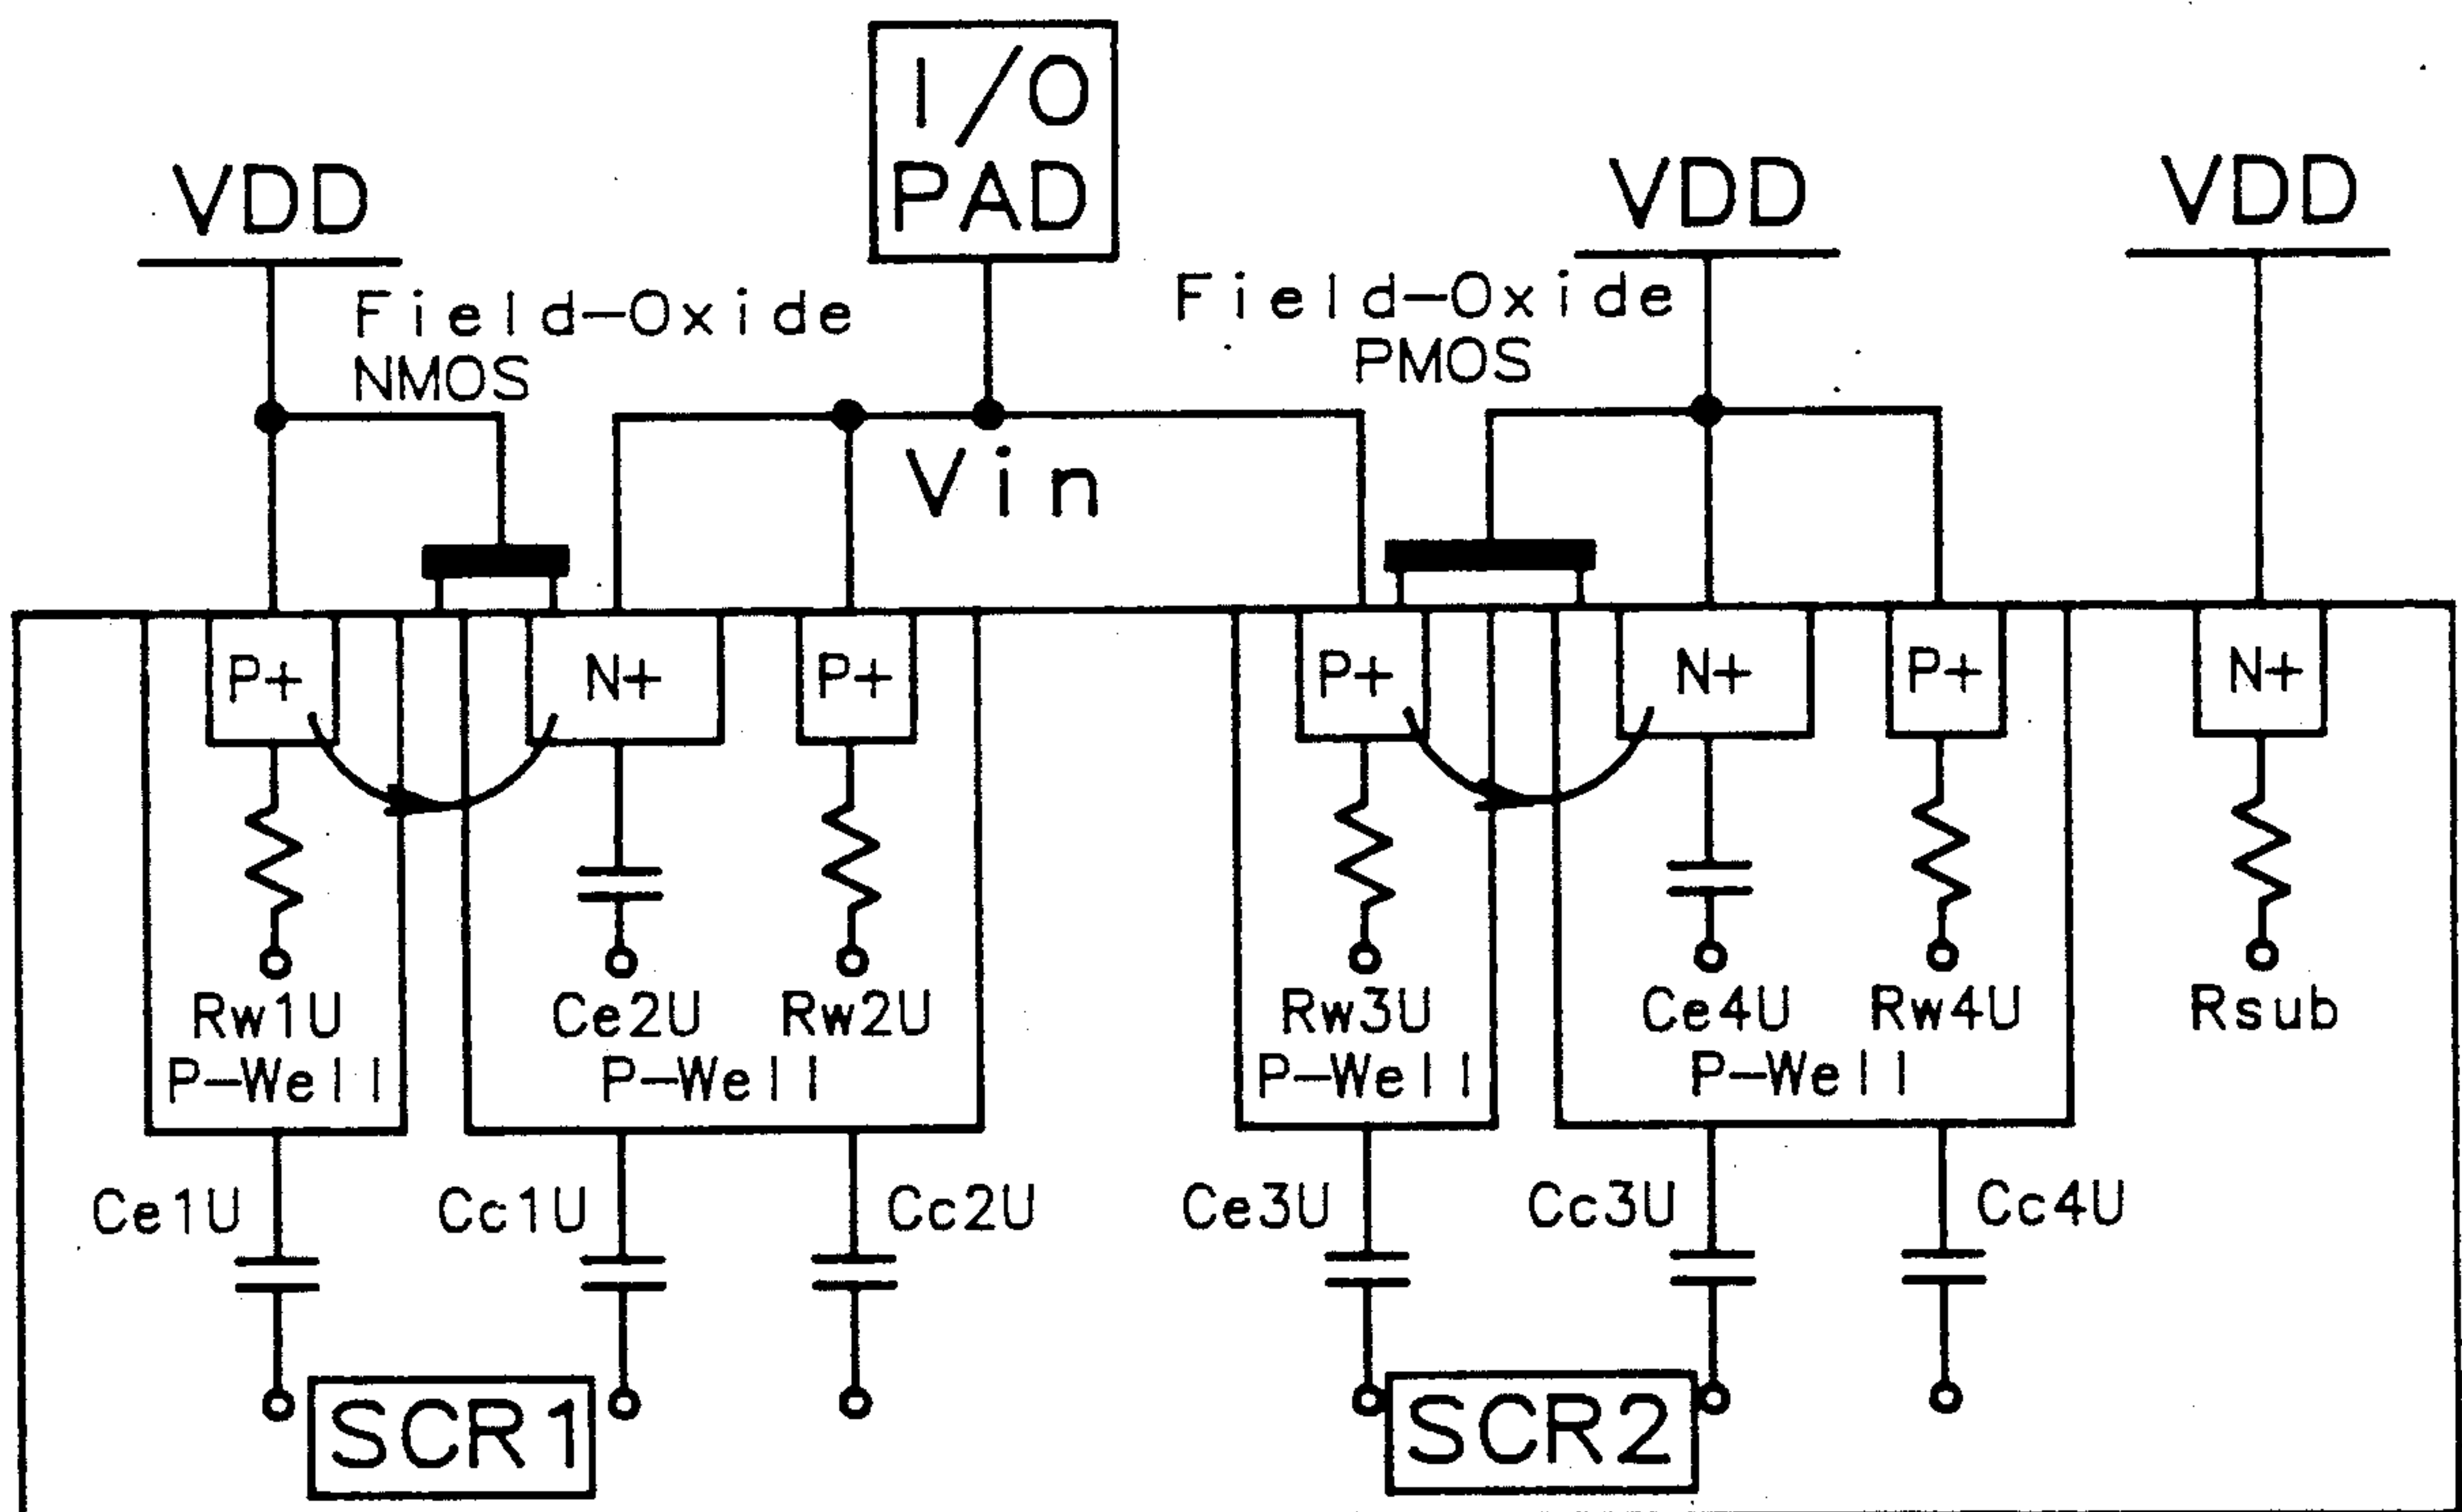 I/O
PAD
VDD
VDD
VDD
Field-Oxide
NMOS
Field-Oxide
PMOS
Vin
P+
N+
P+
P+
N+
P+
N+
Rw1U
Ce2U
Rw2U
Rw3U
Ce4U
Rw4U
Rsub
P-Well
P-Well
P-Well
P-Well
Ce1U
Cc1U
Cc2U
Ce3U
Cc3U
Cc4U
SCR1
SCR2